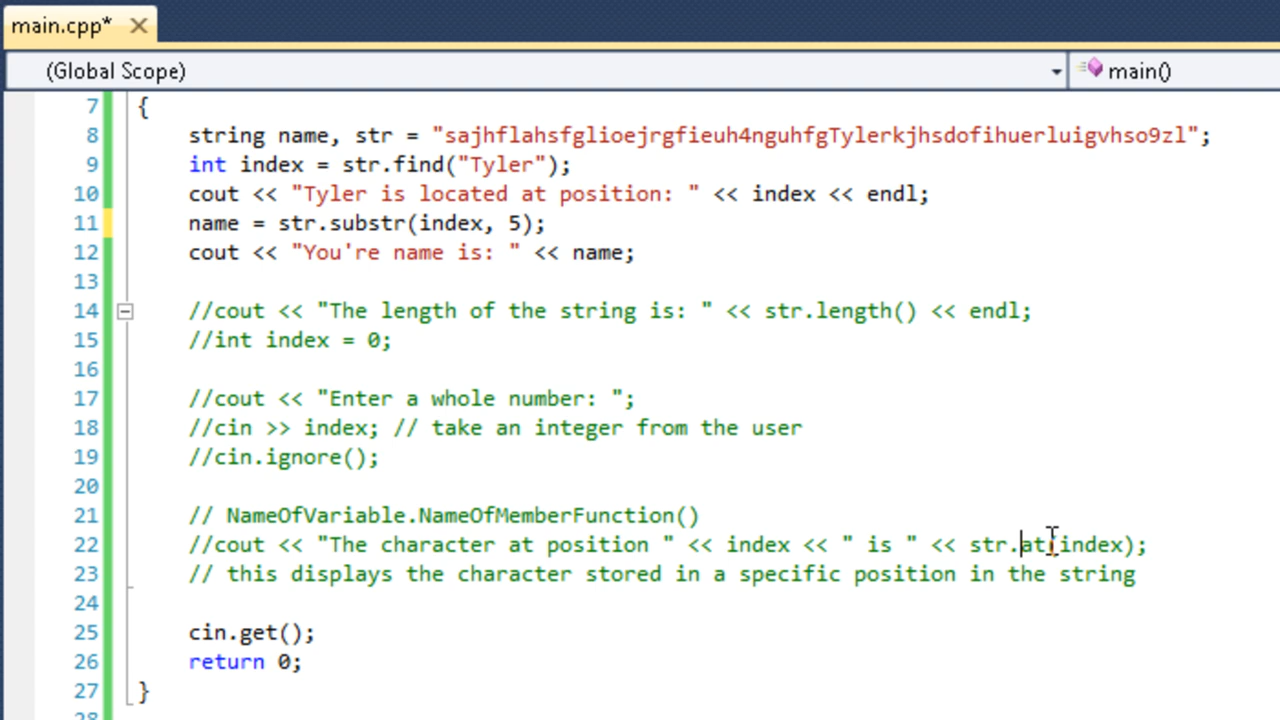 main.cpp*
(Global Scope)
main()
7 {
8 string name, str = "sajhflahsfglioejrgfieuh4nguhfgTylerkjhsdofihuerluigvhso9zl";
9 int index = str.find("Tyler");
10 cout << "Tyler is located at position: " << index << endl;
11 name = str.substr(index, 5);
12 cout << "You're name is: " << name;
13
14 //cout << "The length of the string is: " << str.length() << endl;
15 //int index = 0;
16
17 //cout << "Enter a whole number: ";
18 //cin >> index; // take an integer from the user
19 //cin.ignore();
20
21 // NameOfVariable.NameOfMemberFunction()
22 //cout << "The character at position " << index << " is " << str.at(index);
23 // this displays the character stored in a specific position in the string
24
25 cin.get();
26 return 0;
27 }
28